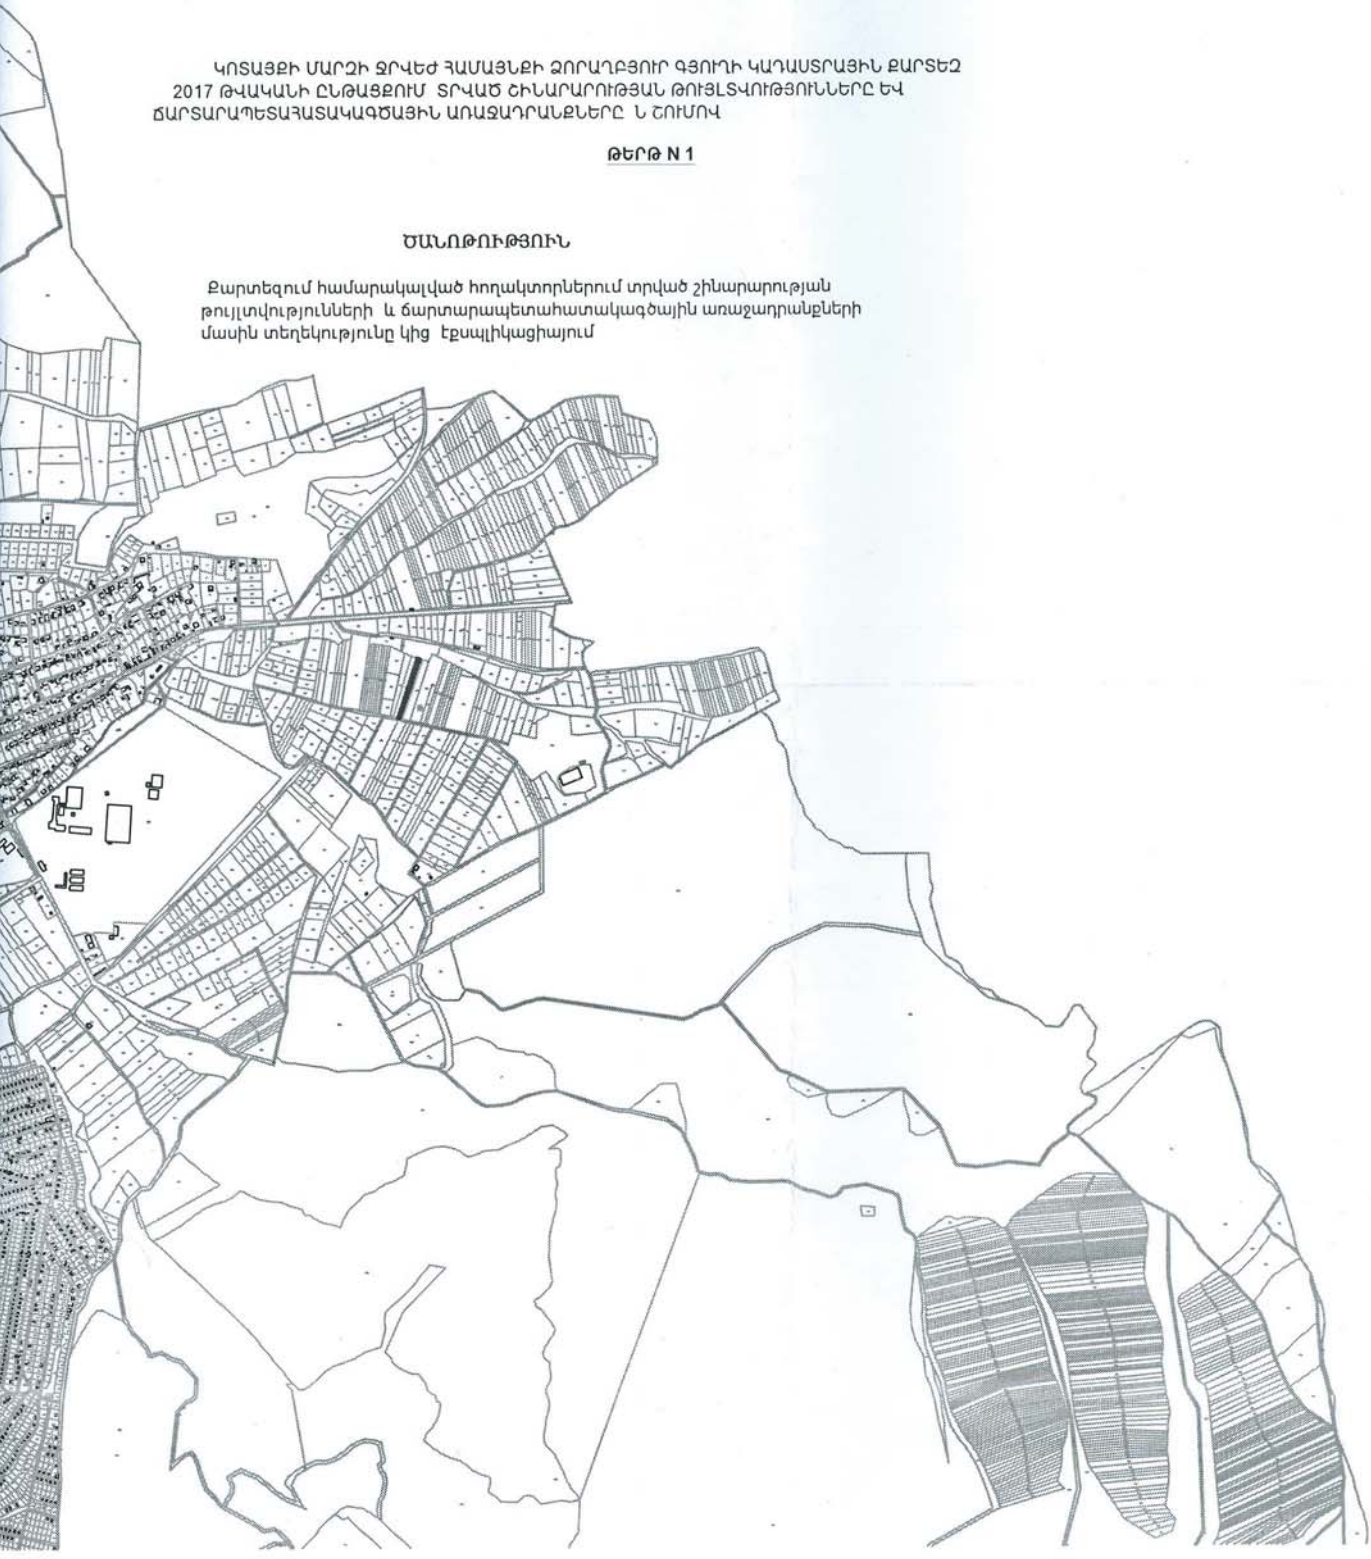 ԿՈՏԱՅՔԻ ՄԱՐԶԻ ՋՐՎԵԺ ՀԱՄԱՅՆՔԻ ՁՈՐԱՂԲՅՈՒՐ ԳՅՈՒՂԻ ԿԱԴԱՍՏՐԱՅԻՆ ՔԱՐՏԵԶ
2017 ԹՎԱԿԱՆԻ ԸՆԹԱՑՔՈՒՄ ՏՐՎԱԾ ՇԻՆԱՐԱՐՈՒԹՅԱՆ ԹՈՒՅԼՏՎՈՒԹՅՈՒՆՆԵՐԸ ԵՎ
ՃԱՐՏԱՐԱՊԵՏԱՀԱՏԱԿԱԳԾԱՅԻՆ ԱՌԱՋԱԴՐԱՆՔՆԵՐԸ Ն ՇՈՒՄՈՎ
ԹԵՐԹ N 1
ԾԱՆՈԹՈՒԹՅՈՒՆ
Քարտեզում համարակալված հողակտորներում տրված շինարարության
թույլտվությունների և ճարտարապետահատակագծային առաջադրանքների
մասին տեղեկությունը կից էքսպլիկացիայում